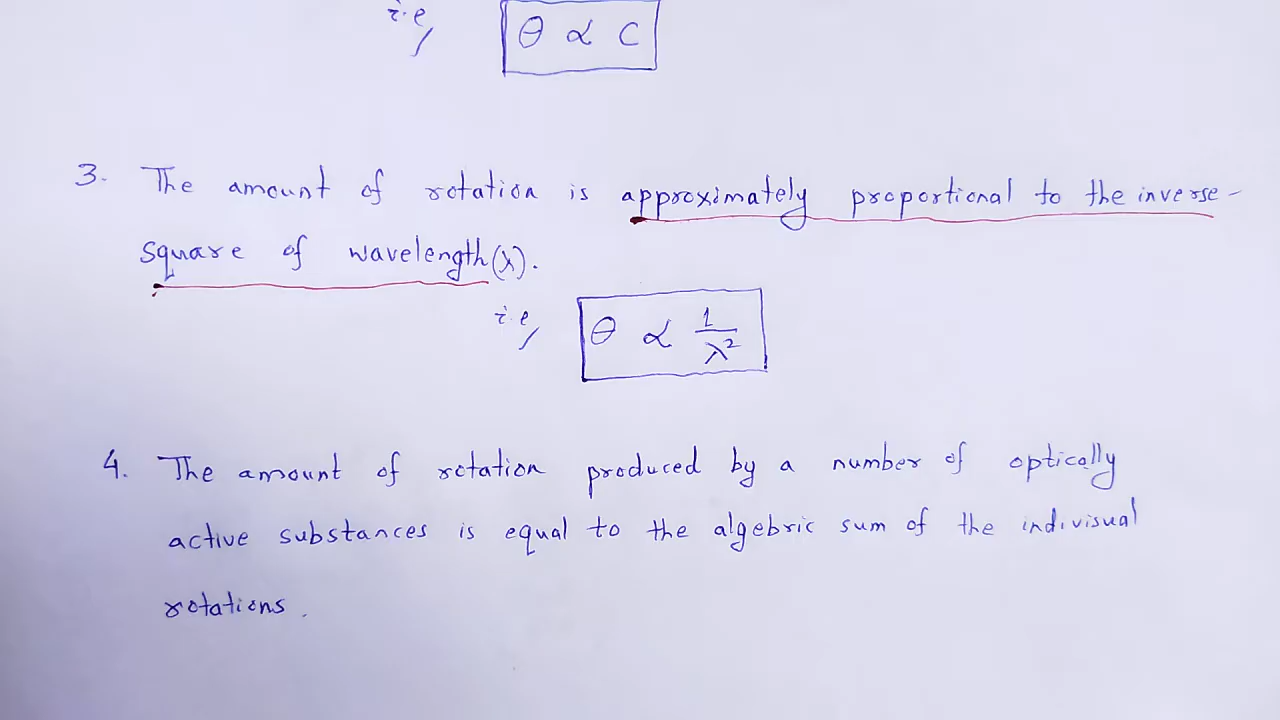 i.e, θ ∝ C
3. The amount of rotation is approximately proportional to the inverse-
square of wavelength (λ).
i.e, θ ∝ 1/λ²
4. The amount of rotation produced by a number of optically
active substances is equal to the algebric sum of the indivisual
rotations.